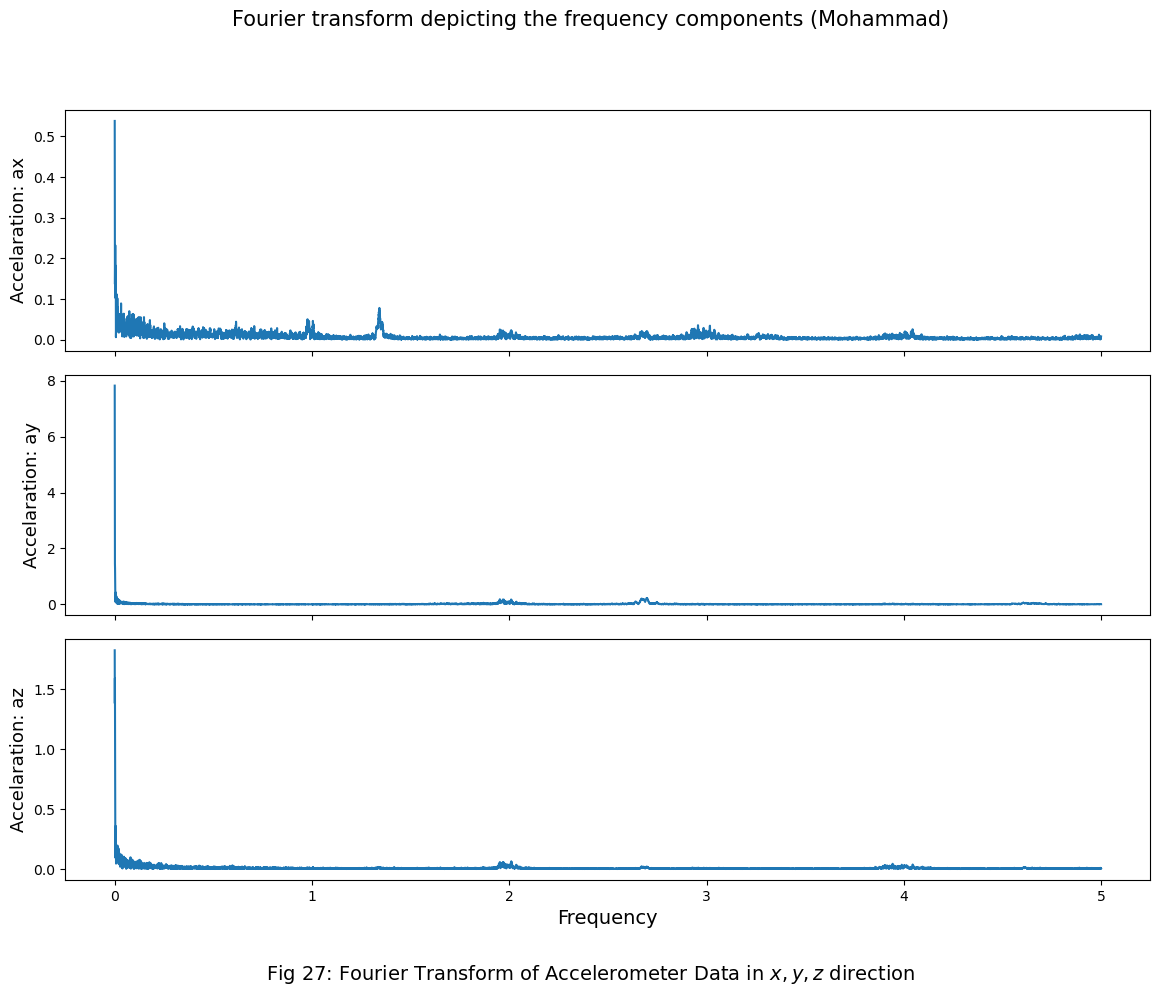 Fourier transform depicting the frequency components (Mohammad)
Accelaration: ax
0.5
0.4
0.3
0.2
0.1
0.0
Accelaration: ay
8
6
4
2
0
Accelaration: az
1.5
1.0
0.5
0.0
0 1 2 3 4 5
Frequency
Fig 27: Fourier Transform of Accelerometer Data in x, y, z direction